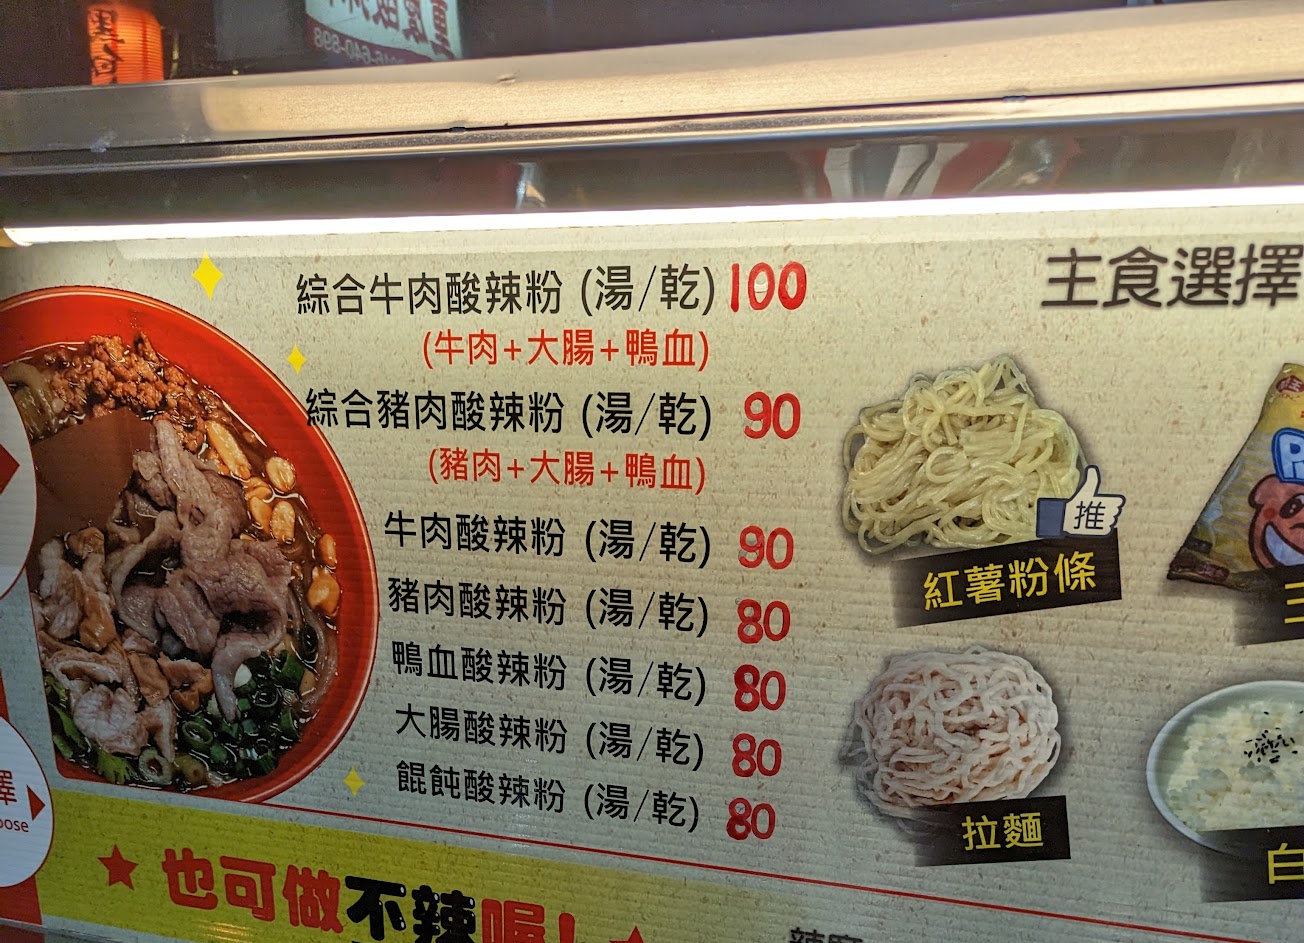 綜合牛肉酸辣粉 (湯/乾) 100
(牛肉+大腸+鴨血)
綜合豬肉酸辣粉 (湯/乾) 90
(豬肉+大腸+鴨血)
牛肉酸辣粉 (湯/乾) 90
豬肉酸辣粉 (湯/乾) 80
鴨血酸辣粉 (湯/乾) 80
大腸酸辣粉 (湯/乾) 80
餛飩酸辣粉 (湯/乾) 80
也可做不辣喔!
主食選擇
推
紅薯粉條
拉麵
白
擇